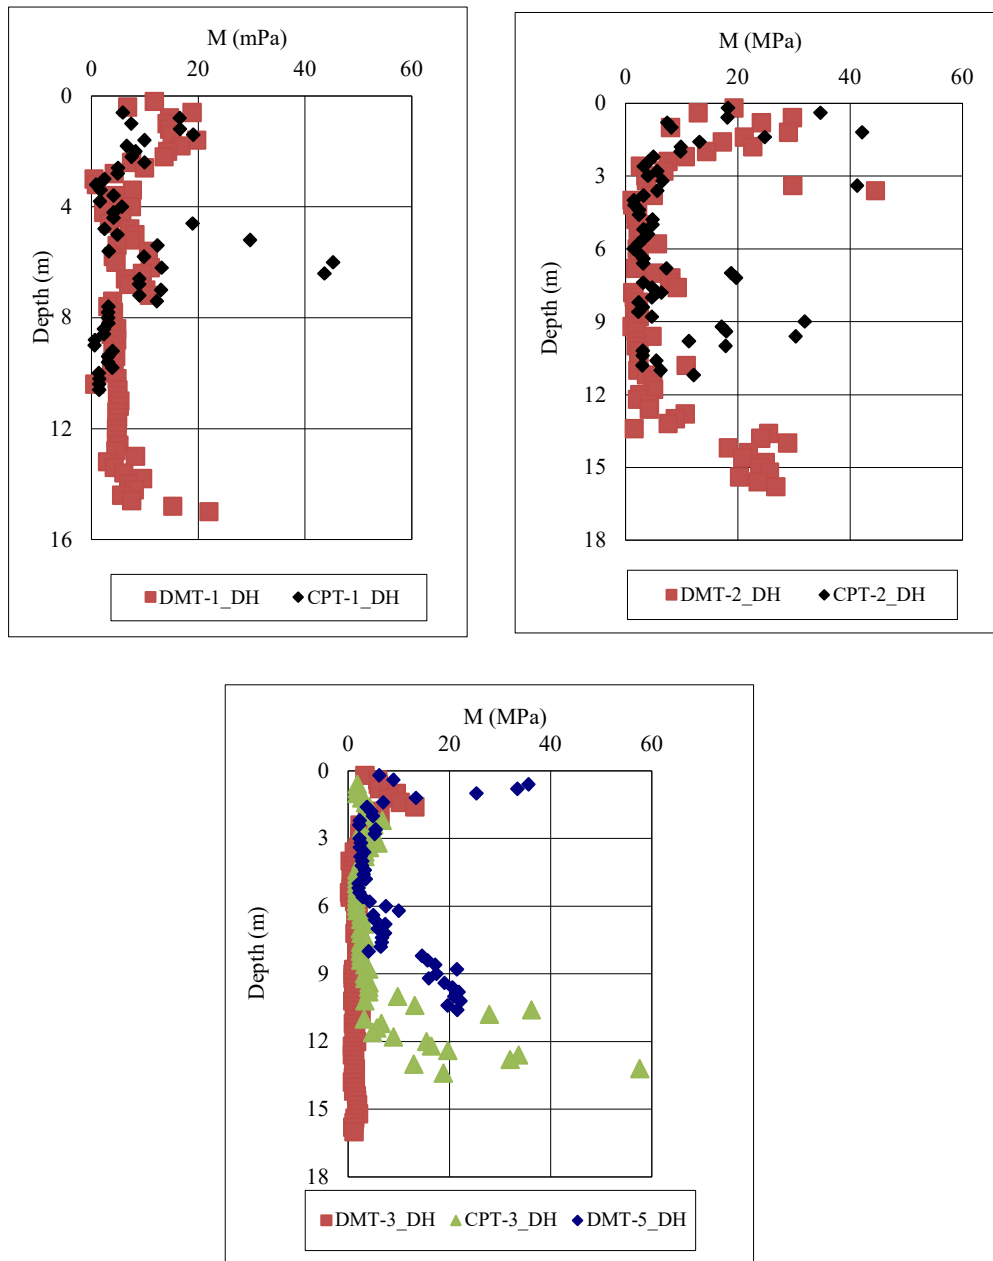 M (mPa)
0 20 40 60
0
4
8
12
16
Depth (m)
DMT-1_DH CPT-1_DH
M (MPa)
0 20 40 60
0
3
6
9
12
15
18
Depth (m)
DMT-2_DH CPT-2_DH
M (MPa)
0 20 40 60
0
3
6
9
12
15
18
Depth (m)
DMT-3_DH CPT-3_DH DMT-5_DH